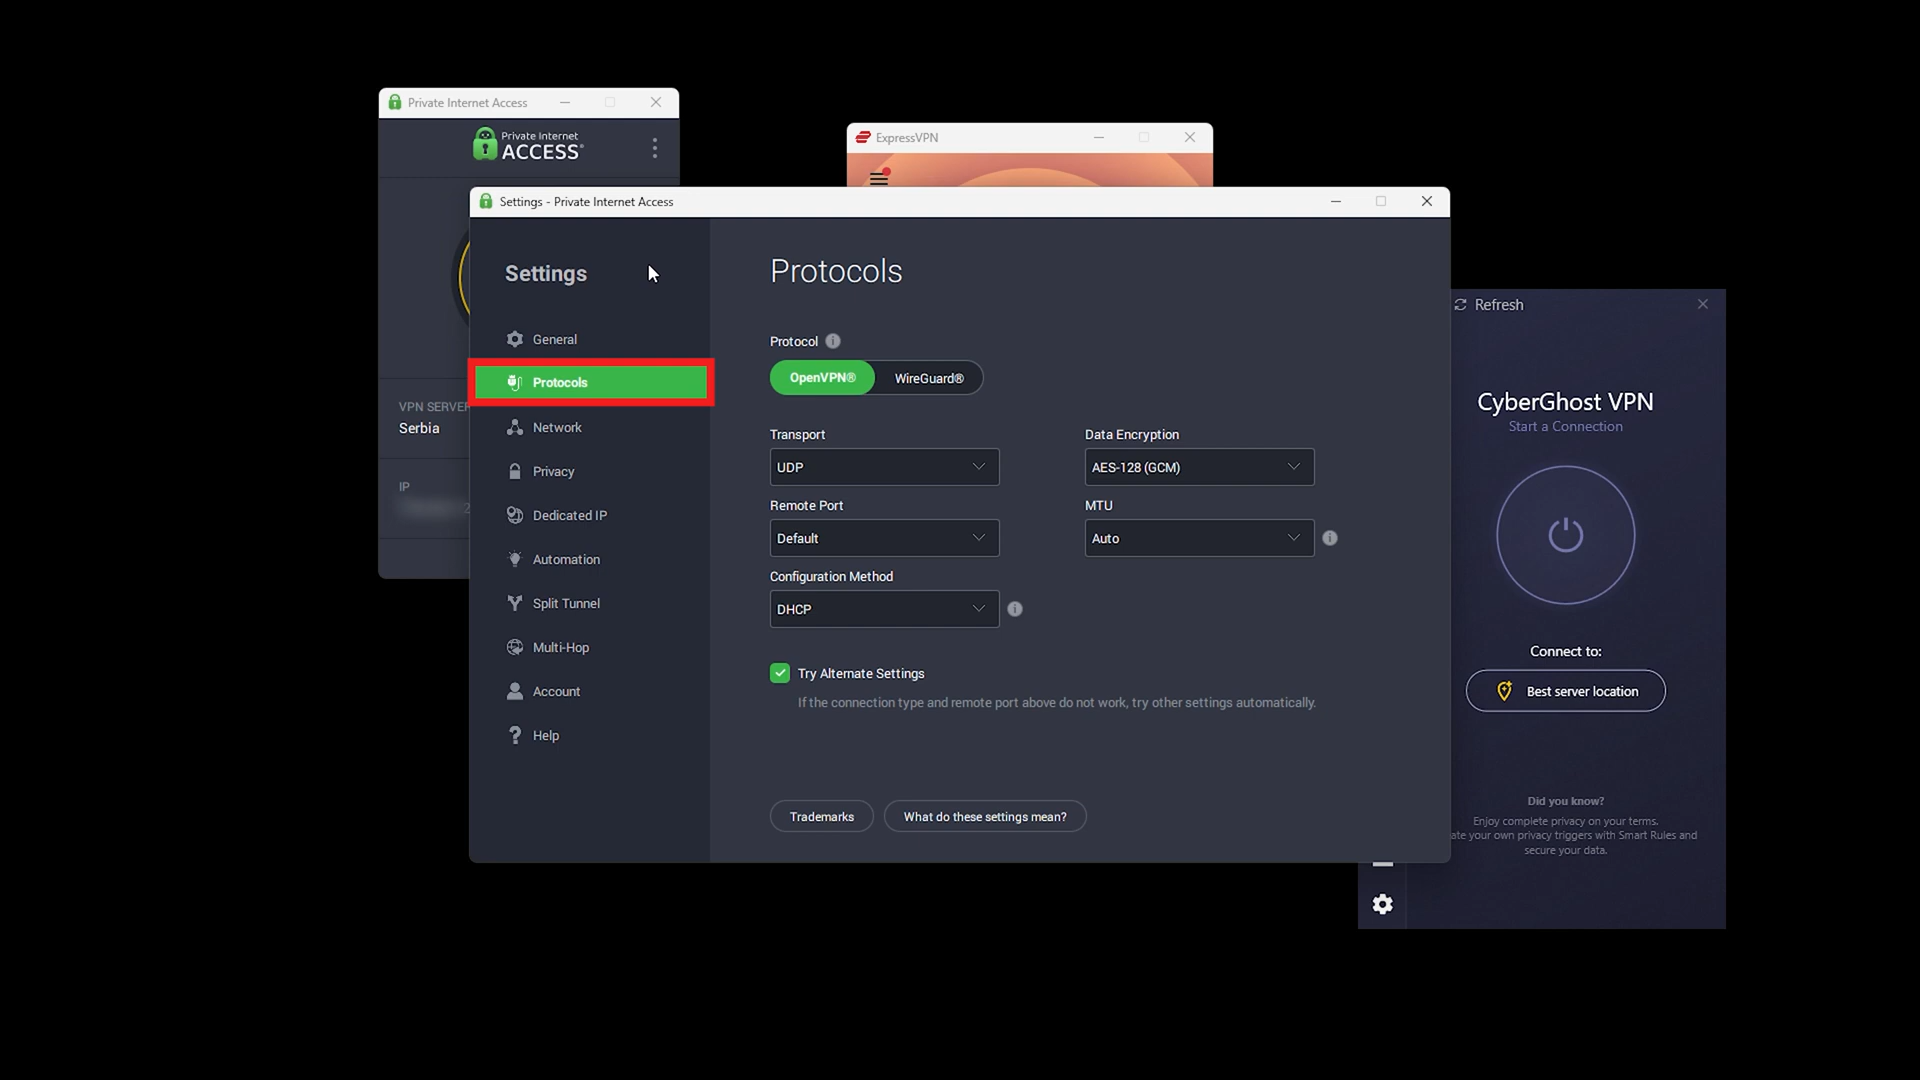 Private Internet Access
Private Internet
ACCESS®
VPN SERVER
Serbia
IP
ExpressVPN
Settings - Private Internet Access
Settings
General
Protocols
Network
Privacy
Dedicated IP
Automation
Split Tunnel
Multi-Hop
Account
Help
Protocols
Protocol
OpenVPN® WireGuard®
Transport
UDP
Data Encryption
AES-128 (GCM)
Remote Port
Default
MTU
Auto
Configuration Method
DHCP
Try Alternate Settings
If the connection type and remote port above do not work, try other settings automatically.
Trademarks
What do these settings mean?
Refresh
CyberGhost VPN
Start a Connection
Connect to:
Best server location
Did you know?
Enjoy complete privacy on your terms.
ate your own privacy triggers with Smart Rules and
secure your data.